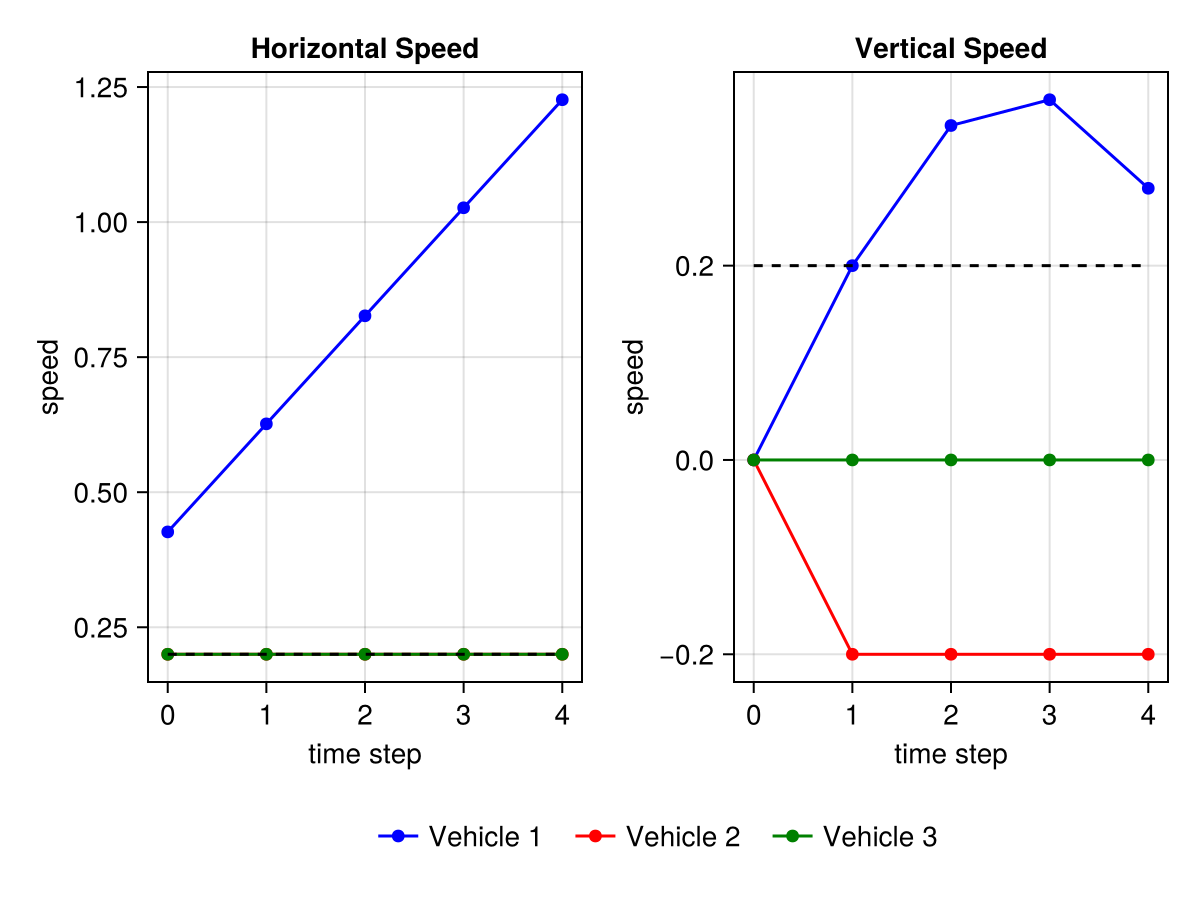 Horizontal Speed
1.25
1.00
0.75
0.50
0.25
speed
0 1 2 3 4
time step
Vertical Speed
0.2
0.0
−0.2
speed
0 1 2 3 4
time step
Vehicle 1 Vehicle 2 Vehicle 3